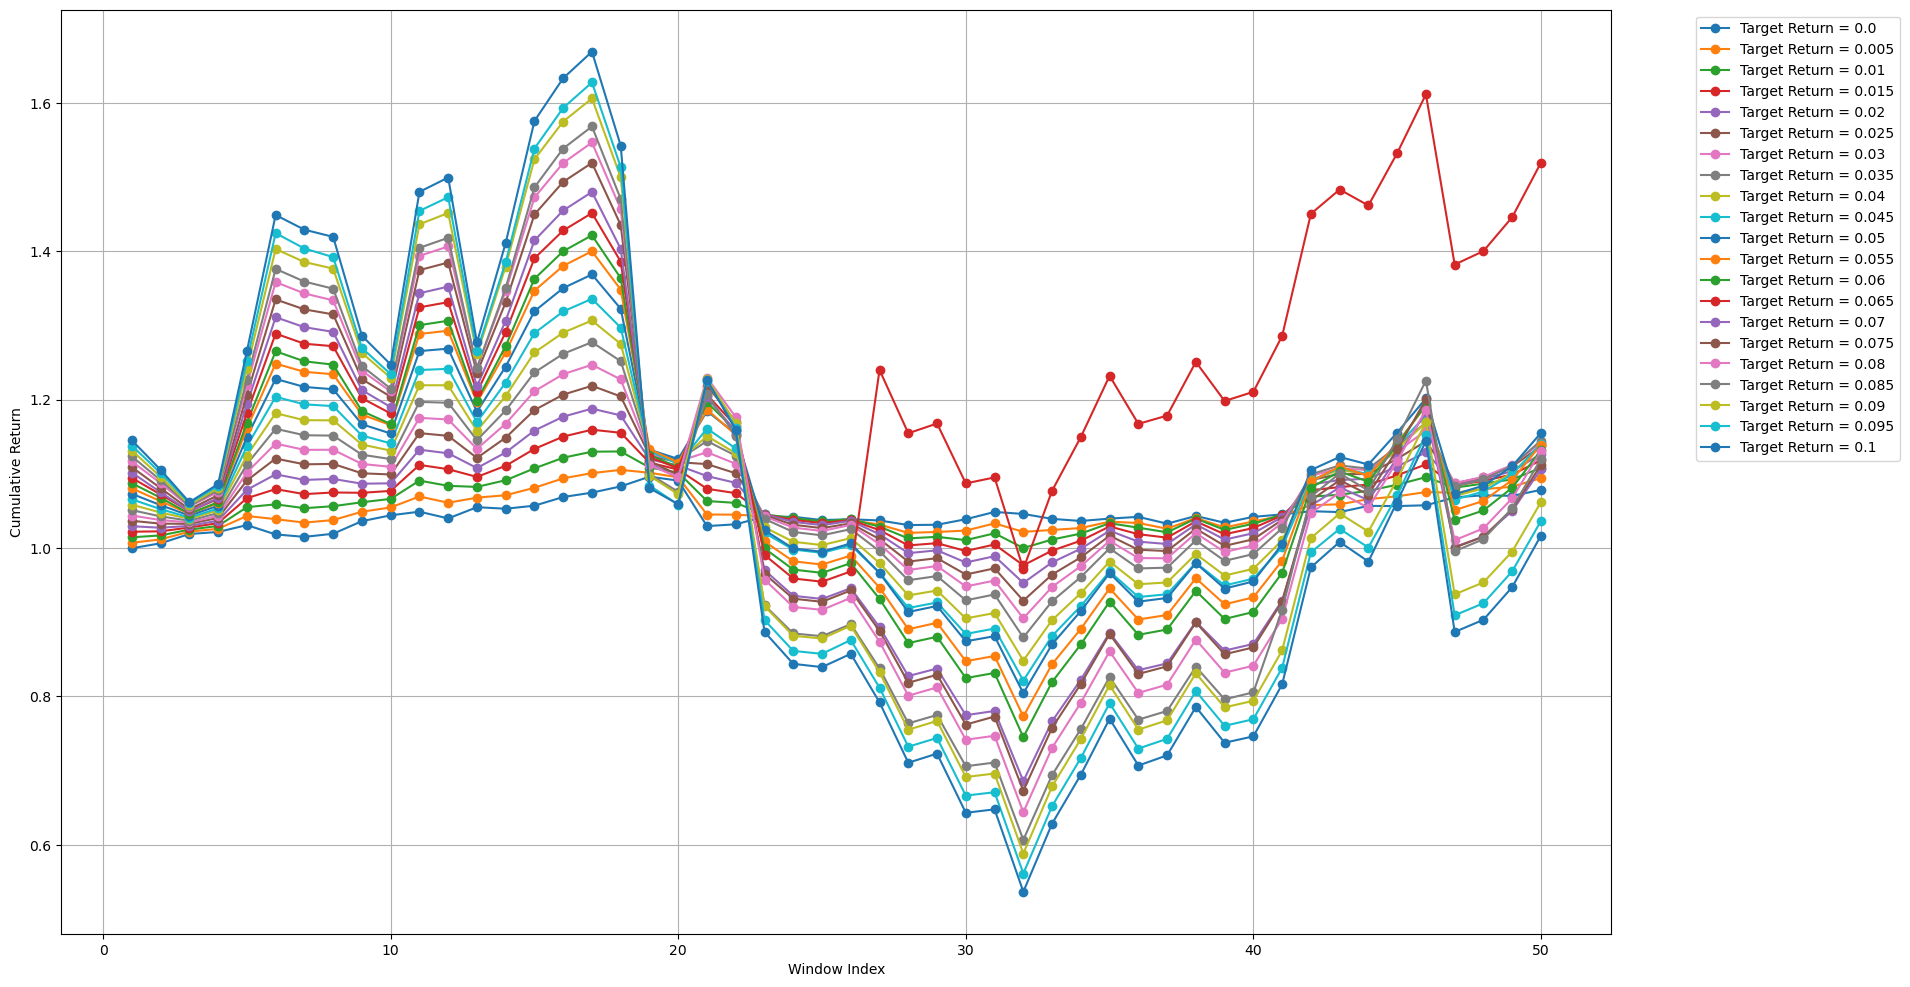 Cumulative Return
1.6
1.4
1.2
1.0
0.8
0.6
0
10
20
30
40
50
Window Index
Target Return = 0.0
Target Return = 0.005
Target Return = 0.01
Target Return = 0.015
Target Return = 0.02
Target Return = 0.025
Target Return = 0.03
Target Return = 0.035
Target Return = 0.04
Target Return = 0.045
Target Return = 0.05
Target Return = 0.055
Target Return = 0.06
Target Return = 0.065
Target Return = 0.07
Target Return = 0.075
Target Return = 0.08
Target Return = 0.085
Target Return = 0.09
Target Return = 0.095
Target Return = 0.1